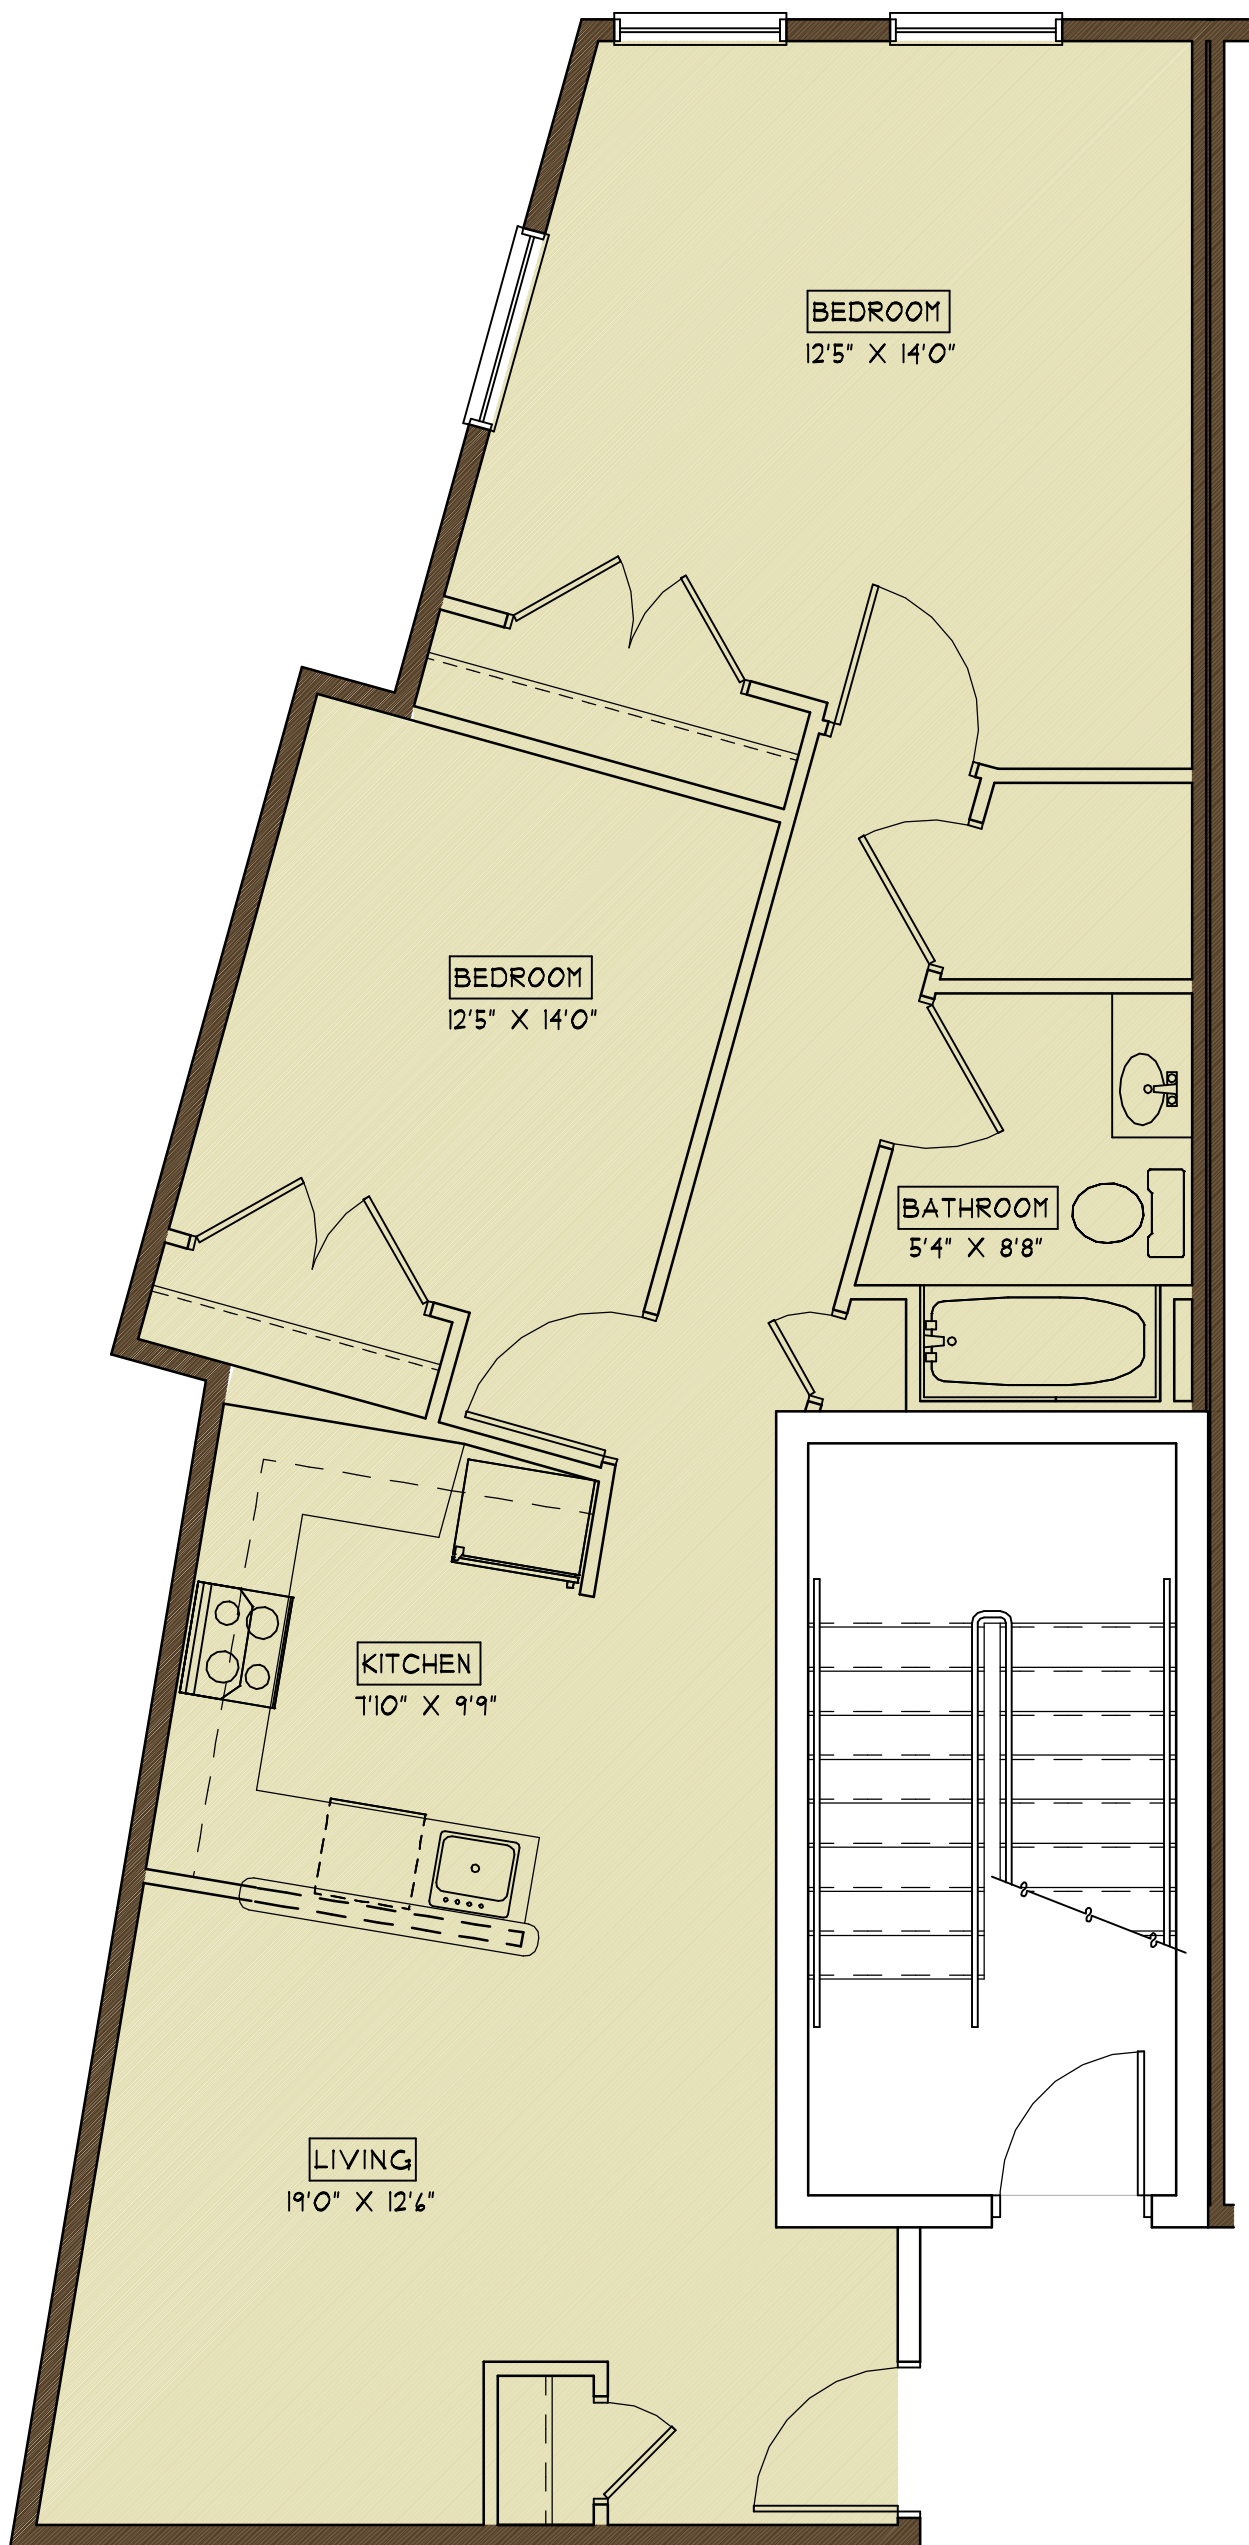 BEDROOM
12'5" X 14'0"
BEDROOM
12'5" X 14'0"
BATHROOM
5'4" X 8'8"
KITCHEN
7'10" X 9'9"
LIVING
19'0" X 12'6"